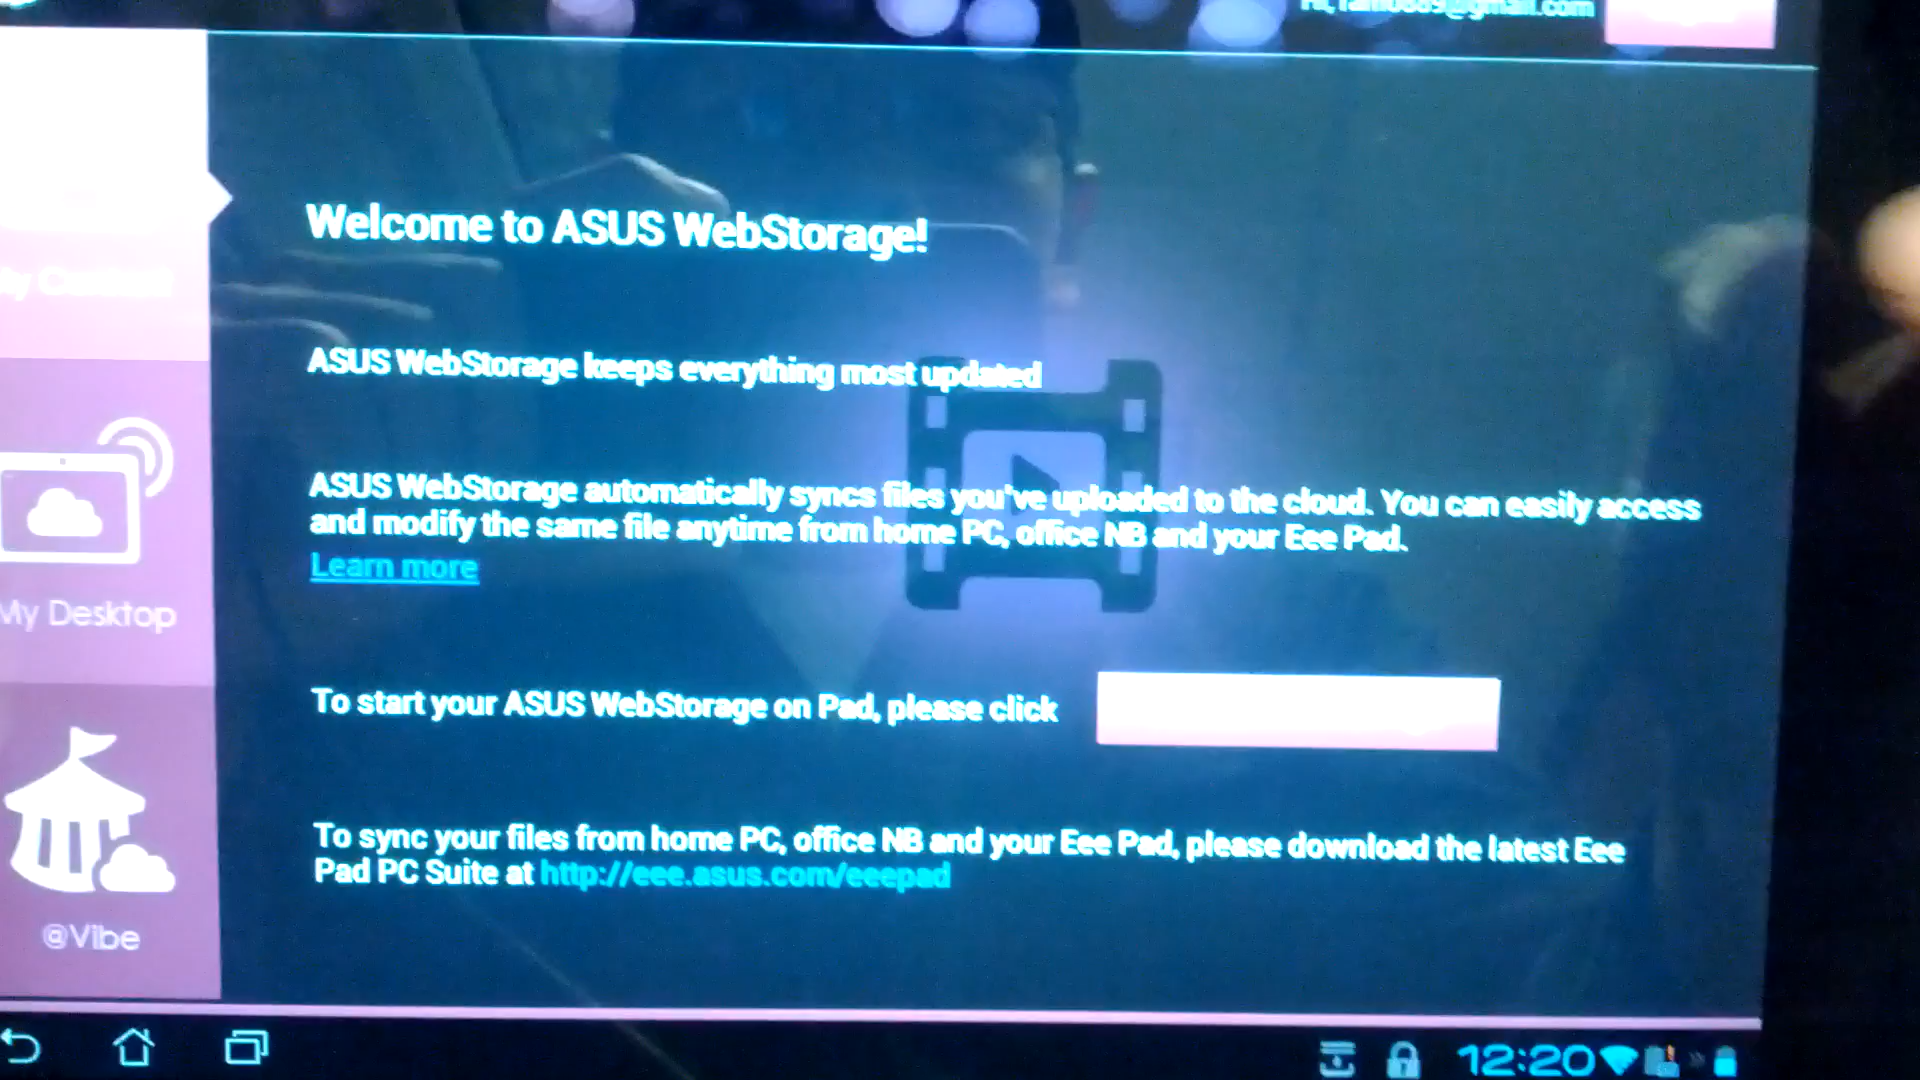 Welcome to ASUS WebStorage!
ASUS WebStorage keeps everything most updated
ASUS WebStorage automatically syncs files you've uploaded to the cloud. You can easily access
and modify the same file anytime from home PC, office NB and your Eee Pad.
Learn more
My Desktop
To start your ASUS WebStorage on Pad, please click
To sync your files from home PC, office NB and your Eee Pad, please download the latest Eee
Pad PC Suite at http://eee.asus.com/eeepad
@Vibe
12:20